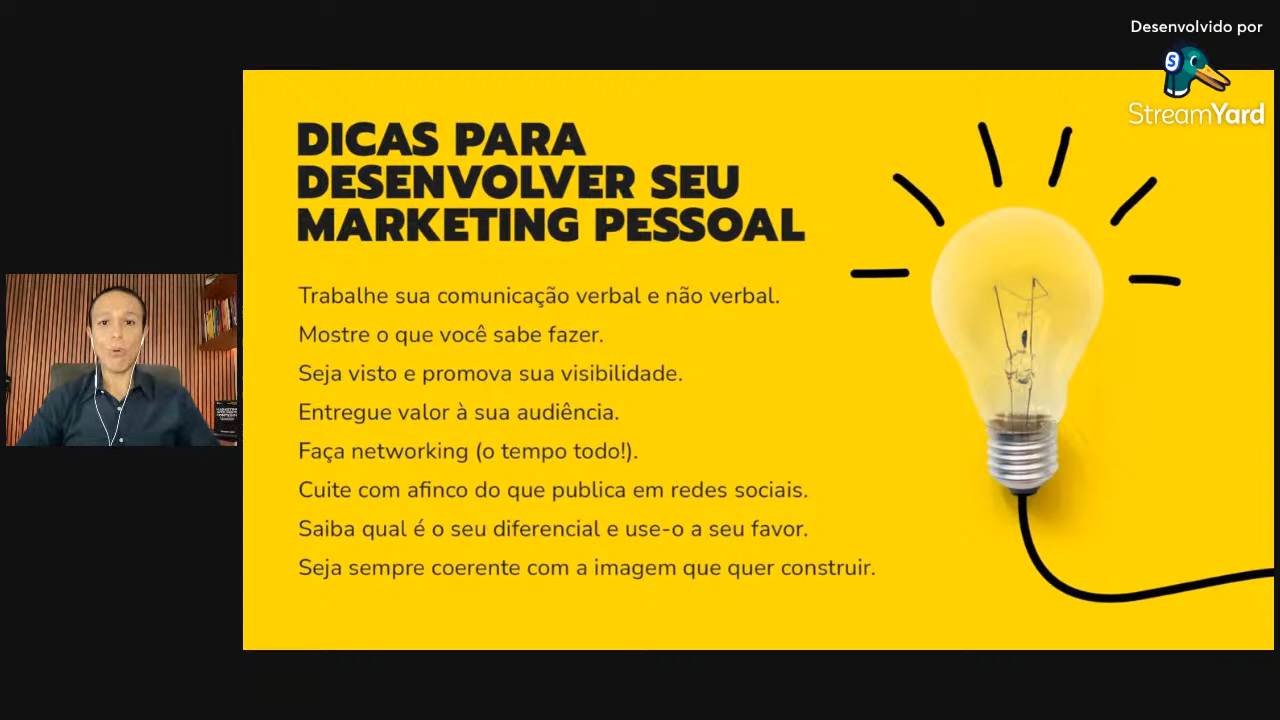 Desenvolvido por
StreamYard
DICAS PARA
DESENVOLVER SEU
MARKETING PESSOAL
Trabalhe sua comunicação verbal e não verbal.
Mostre o que você sabe fazer.
Seja visto e promova sua visibilidade.
Entregue valor à sua audiência.
Faça networking (o tempo todo!).
Cuite com afinco do que publica em redes sociais.
Saiba qual é o seu diferencial e use-o a seu favor.
Seja sempre coerente com a imagem que quer construir.